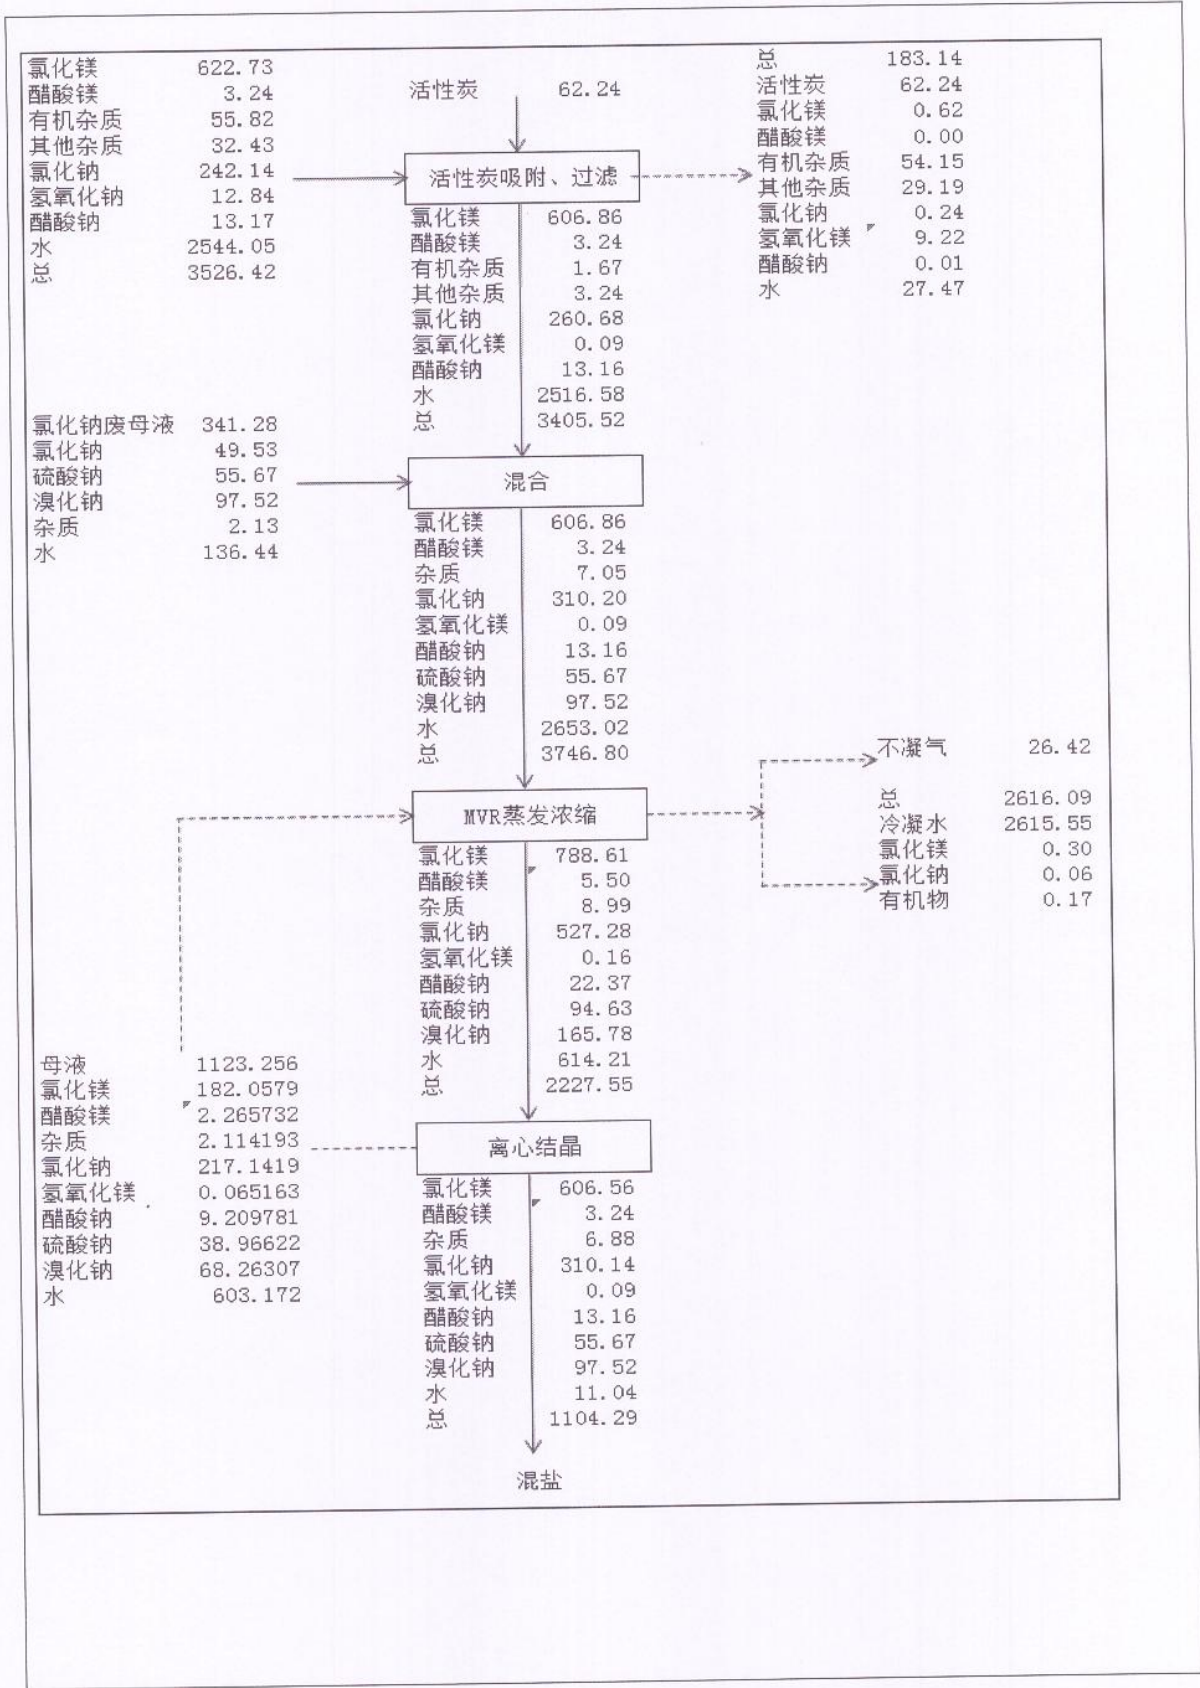 氯化镁 622.73
醋酸镁 3.24
有机杂质 55.82
其他杂质 32.43
氯化钠 242.14
氢氧化钠 12.84
醋酸钠 13.17
水 2544.05
总 3526.42
活性炭 62.24
总 183.14
活性炭 62.24
氯化镁 0.62
醋酸镁 0.00
有机杂质 54.15
其他杂质 29.19
氯化钠 0.24
氢氧化镁 9.22
醋酸钠 0.01
水 27.47
活性炭吸附、过滤
氯化镁 606.86
醋酸镁 3.24
有机杂质 1.67
其他杂质 3.24
氯化钠 260.68
氢氧化镁 0.09
醋酸钠 13.16
水 2516.58
总 3405.52
氯化钠废母液 341.28
氯化钠 49.53
硫酸钠 55.67
溴化钠 97.52
杂质 2.13
水 136.44
混合
氯化镁 606.86
醋酸镁 3.24
杂质 7.05
氯化钠 310.20
氢氧化镁 0.09
醋酸钠 13.16
硫酸钠 55.67
溴化钠 97.52
水 2653.02
总 3746.80
不凝气 26.42
总 2616.09
冷凝水 2615.55
氯化镁 0.30
氯化钠 0.06
有机物 0.17
MVR蒸发浓缩
氯化镁 788.61
醋酸镁 5.50
杂质 8.99
氯化钠 527.28
氢氧化镁 0.16
醋酸钠 22.37
硫酸钠 94.63
溴化钠 165.78
水 614.21
总 2227.55
母液 1123.256
氯化镁 182.0579
醋酸镁 2.265732
杂质 2.114193
氯化钠 217.1419
氢氧化镁 0.065163
醋酸钠 9.209781
硫酸钠 38.96622
溴化钠 68.26307
水 603.172
离心结晶
氯化镁 606.56
醋酸镁 3.24
杂质 6.88
氯化钠 310.14
氢氧化镁 0.09
醋酸钠 13.16
硫酸钠 55.67
溴化钠 97.52
水 11.04
总 1104.29
混盐